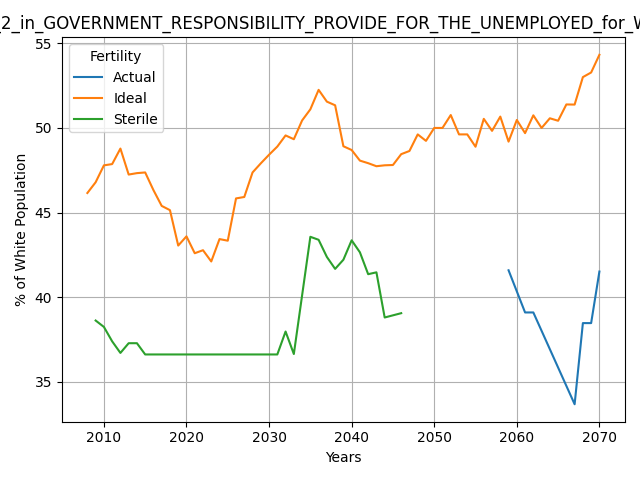 _2_in_GOVERNMENT_RESPONSIBILITY_PROVIDE_FOR_THE_UNEMPLOYED_for_W
Fertility
Actual
Ideal
Sterile
% of White Population
55
50
45
40
35
2010 2020 2030 2040 2050 2060 2070
Years